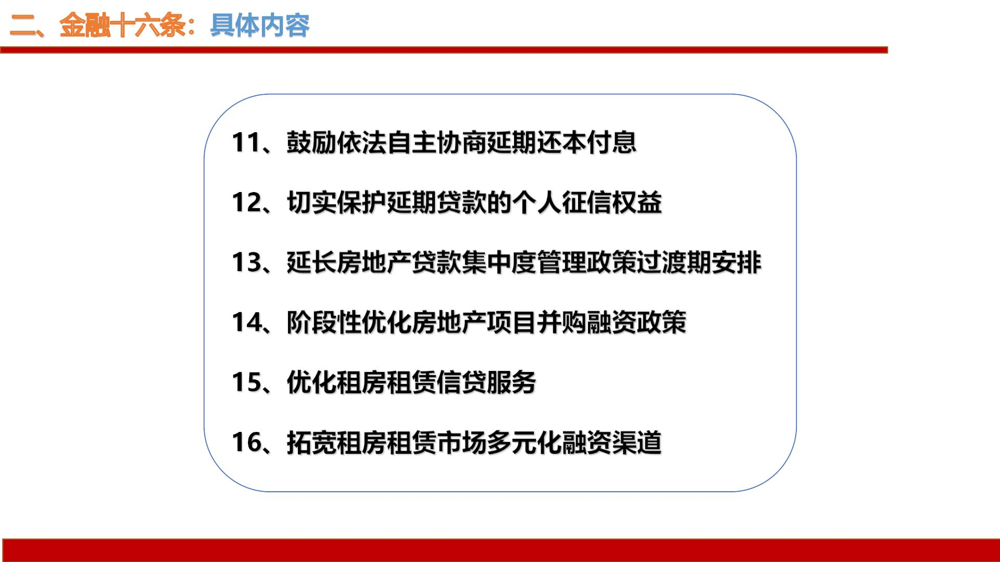 二、金融十六条：具体内容
11、鼓励依法自主协商延期还本付息
12、切实保护延期贷款的个人征信权益
13、延长房地产贷款集中度管理政策过渡期安排
14、阶段性优化房地产项目并购融资政策
15、优化租房租赁信贷服务
16、拓宽租房租赁市场多元化融资渠道